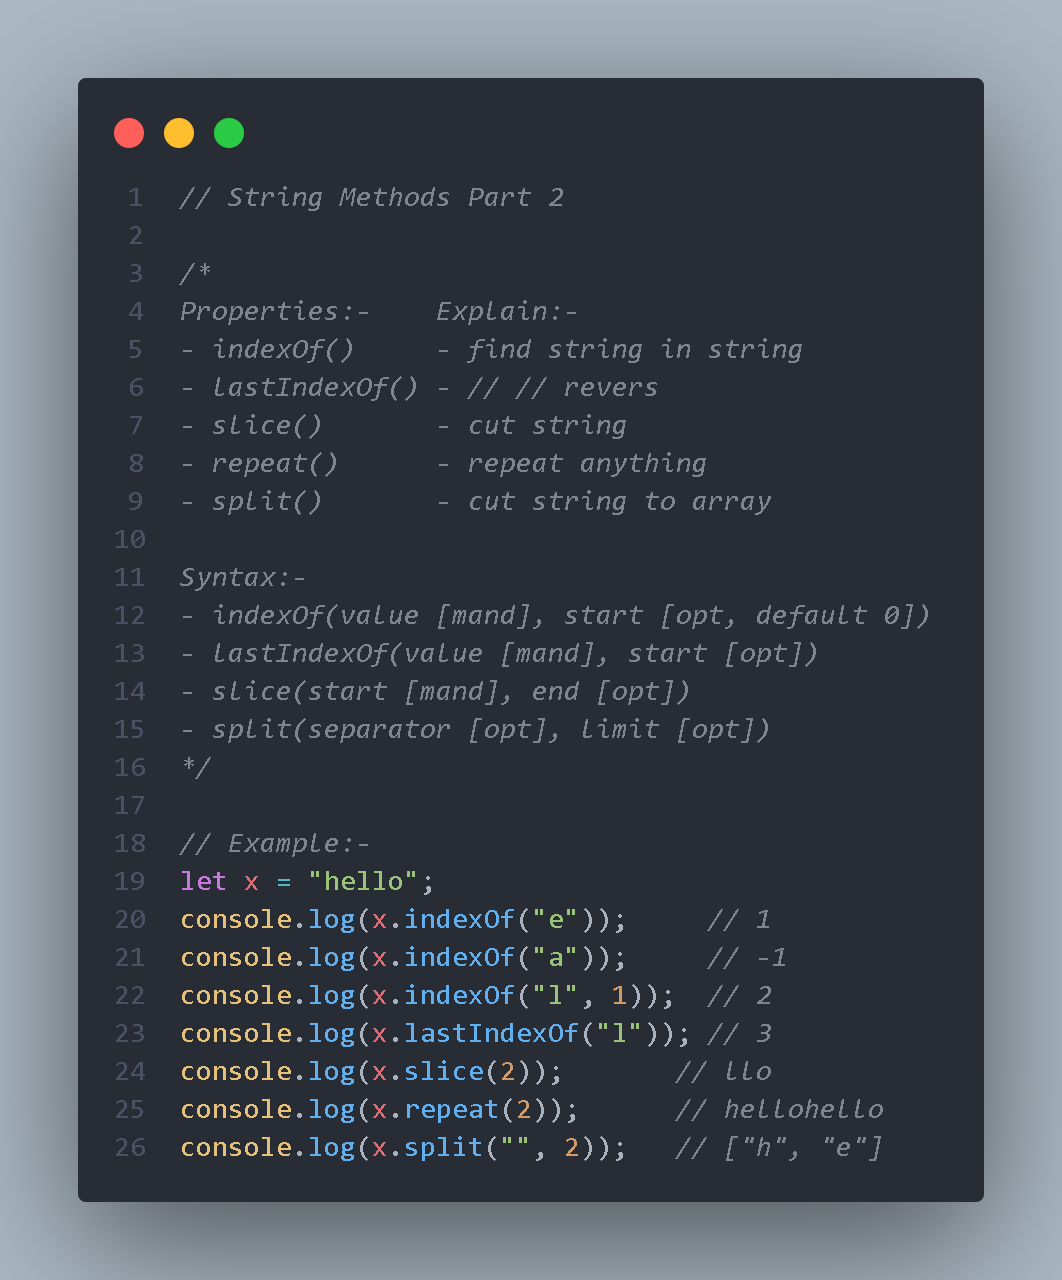 1 // String Methods Part 2
2
3 /*
4 Properties:-    Explain:-
5 - indexOf()     - find string in string
6 - lastIndexOf() - // // revers
7 - slice()       - cut string
8 - repeat()      - repeat anything
9 - split()       - cut string to array
10
11 Syntax:-
12 - indexOf(value [mand], start [opt, default 0])
13 - lastIndexOf(value [mand], start [opt])
14 - slice(start [mand], end [opt])
15 - split(separator [opt], limit [opt])
16 */
17
18 // Example:-
19 let x = "hello";
20 console.log(x.indexOf("e"));     // 1
21 console.log(x.indexOf("a"));     // -1
22 console.log(x.indexOf("l", 1));  // 2
23 console.log(x.lastIndexOf("l")); // 3
24 console.log(x.slice(2));       // llo
25 console.log(x.repeat(2));      // hellohello
26 console.log(x.split("", 2));   // ["h", "e"]